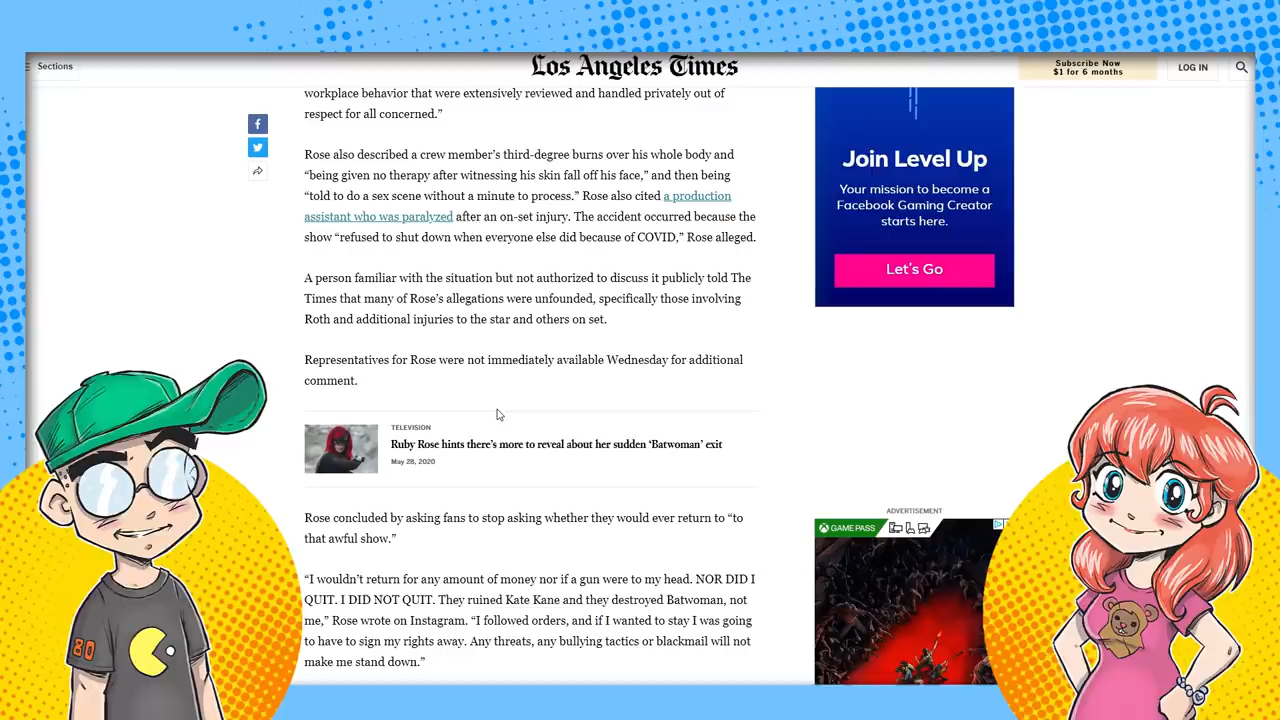 Sections
Los Angeles Times
Subscribe Now
$1 for 6 months
LOG IN
workplace behavior that were extensively reviewed and handled privately out of
respect for all concerned.”
Rose also described a crew member’s third-degree burns over his whole body and
“being given no therapy after witnessing his skin fall off his face,” and then being
“told to do a sex scene without a minute to process.” Rose also cited a production
assistant who was paralyzed after an on-set injury. The accident occurred because the
show “refused to shut down when everyone else did because of COVID,” Rose alleged.
A person familiar with the situation but not authorized to discuss it publicly told The
Times that many of Rose’s allegations were unfounded, specifically those involving
Roth and additional injuries to the star and others on set.
Representatives for Rose were not immediately available Wednesday for additional
comment.
TELEVISION
Ruby Rose hints there’s more to reveal about her sudden ‘Batwoman’ exit
May 28, 2020
Rose concluded by asking fans to stop asking whether they would ever return to “to
that awful show.”
“I wouldn’t return for any amount of money nor if a gun were to my head. NOR DID I
QUIT. I DID NOT QUIT. They ruined Kate Kane and they destroyed Batwoman, not
me,” Rose wrote on Instagram. “I followed orders, and if I wanted to stay I was going
to have to sign my rights away. Any threats, any bullying tactics or blackmail will not
make me stand down.”
Join Level Up
Your mission to become a
Facebook Gaming Creator
starts here.
Let's Go
ADVERTISEMENT
GAME PASS
80